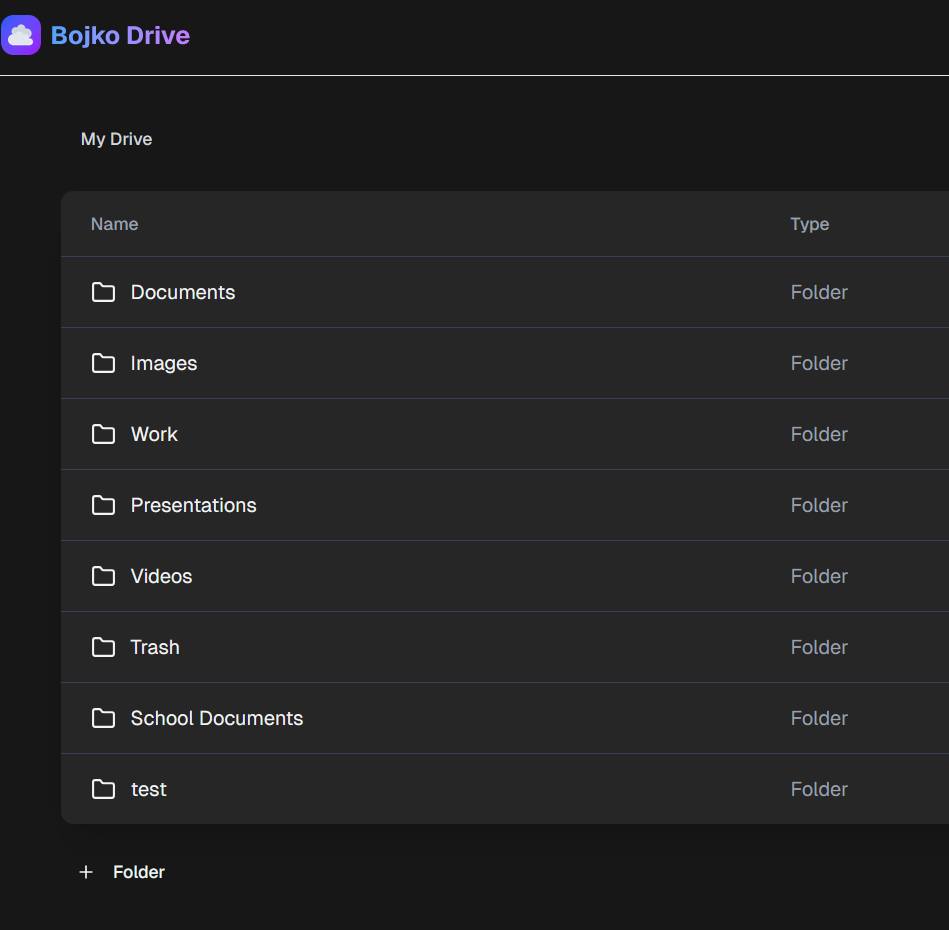 Bojko Drive
My Drive
Name Type
Documents Folder
Images Folder
Work Folder
Presentations Folder
Videos Folder
Trash Folder
School Documents Folder
test Folder
+ Folder